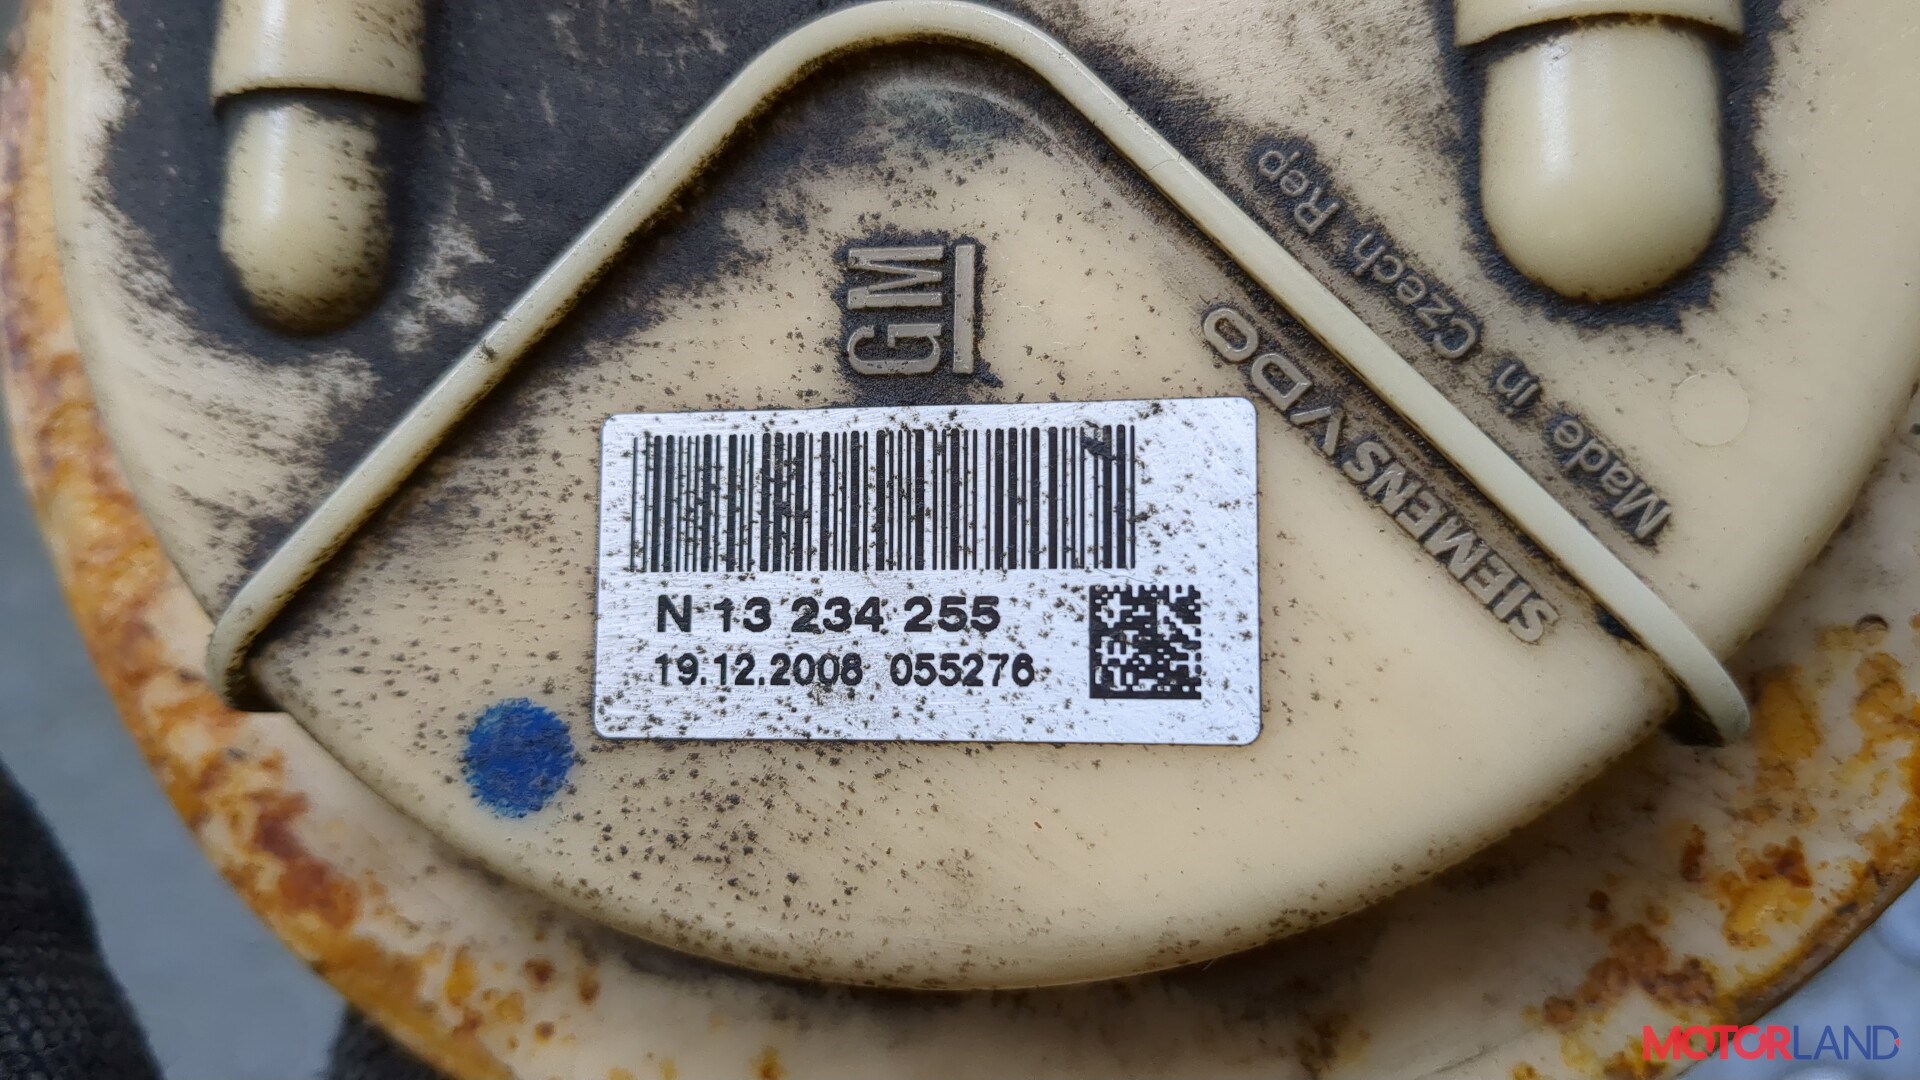 GM
Made in Czech Rep
SIEMENS VDO
N 13 234 255
19.12.2008 055276
MOTORLAND